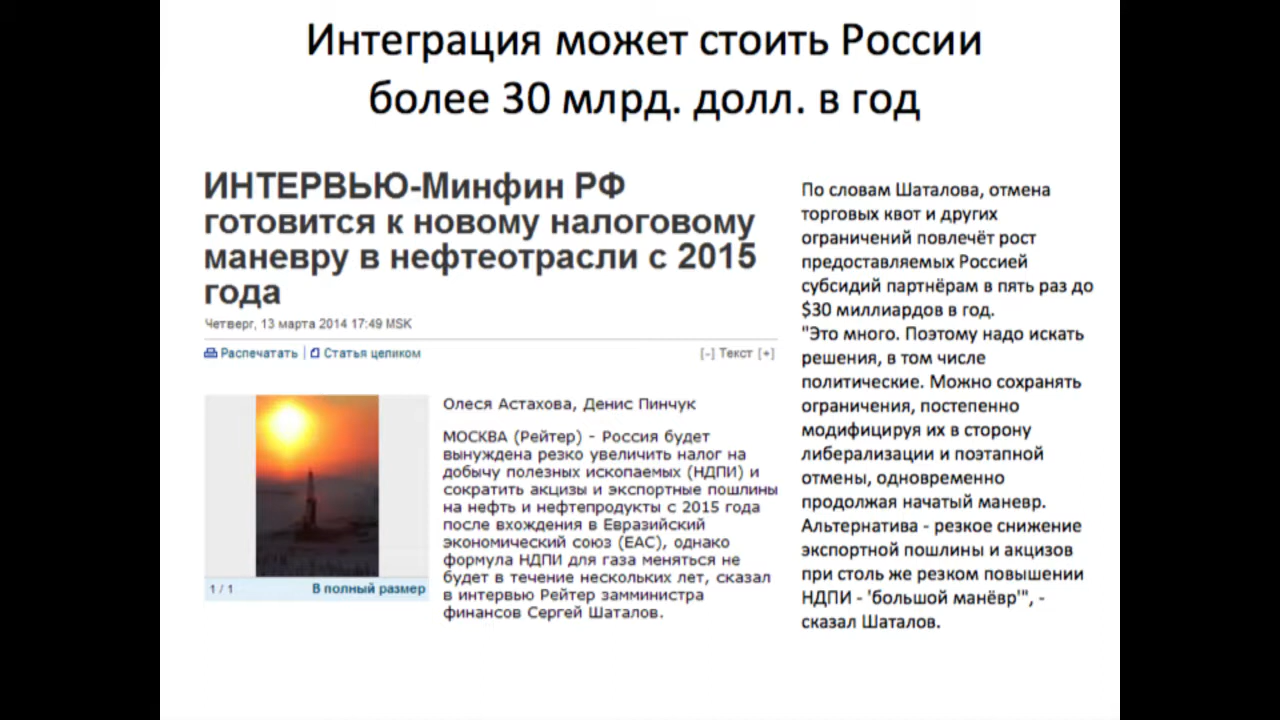 Интеграция может стоить России
более 30 млрд. долл. в год
ИНТЕРВЬЮ-Минфин РФ
готовится к новому налоговому
маневру в нефтеотрасли с 2015
года
Четверг, 13 марта 2014 17:49 MSK
Распечатать | Статья целиком
[-] Текст [+]
1 / 1
В полный размер
Олеся Астахова, Денис Пинчук
МОСКВА (Рейтер) - Россия будет
вынуждена резко увеличить налог на
добычу полезных ископаемых (НДПИ) и
сократить акцизы и экспортные пошлины
на нефть и нефтепродукты с 2015 года
после вхождения в Евразийский
экономический союз (ЕАС), однако
формула НДПИ для газа меняться не
будет в течение нескольких лет, сказал
в интервью Рейтер замминистра
финансов Сергей Шаталов.
По словам Шаталова, отмена
торговых квот и других
ограничений повлечёт рост
предоставляемых Россией
субсидий партнёрам в пять раз до
$30 миллиардов в год.
"Это много. Поэтому надо искать
решения, в том числе
политические. Можно сохранять
ограничения, постепенно
модифицируя их в сторону
либерализации и поэтапной
отмены, одновременно
продолжая начатый маневр.
Альтернатива - резкое снижение
экспортной пошлины и акцизов
при столь же резком повышении
НДПИ - 'большой манёвр'", -
сказал Шаталов.